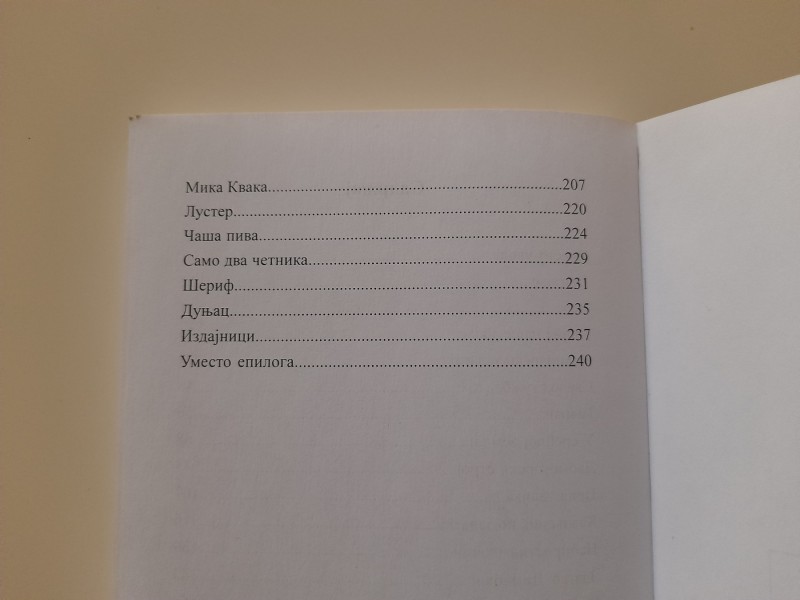 Мика Квака....................................................................207
Лустер............................................................................220
Чаша пива......................................................................224
Само два четника...........................................................229
Шериф............................................................................231
Дуњац.............................................................................235
Издајници.......................................................................237
Уместо епилога..............................................................240